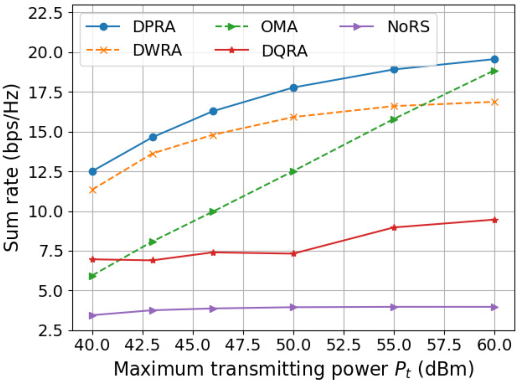 22.5
20.0
17.5
15.0
12.5
10.0
7.5
5.0
2.5
Sum rate (bps/Hz)
DPRA
DWRA
OMA
DQRA
NoRS
40.0 42.5 45.0 47.5 50.0 52.5 55.0 57.5 60.0
Maximum transmitting power Pt (dBm)